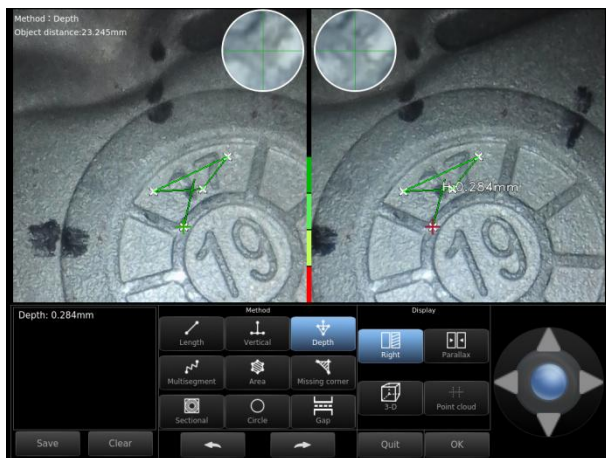 Method : Depth
Object distance:23.245mm
H:0.284mm
19
19
Depth: 0.284mm
Method
Display
Length
Vertical
Depth
Right
Parallax
Multisegment
Area
Missing corner
3-D
Point cloud
Sectional
Circle
Gap
Save
Clear
Quit
OK